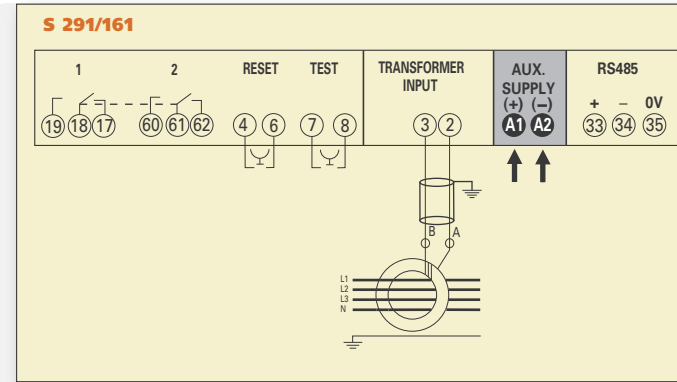 S 291/161
1 2 RESET TEST TRANSFORMER INPUT AUX. SUPPLY RS485
(+) (–) + – 0V
19 18 17 60 61 62 4 6 7 8 3 2 A1 A2 33 34 35
B A
L1
L2
L3
N